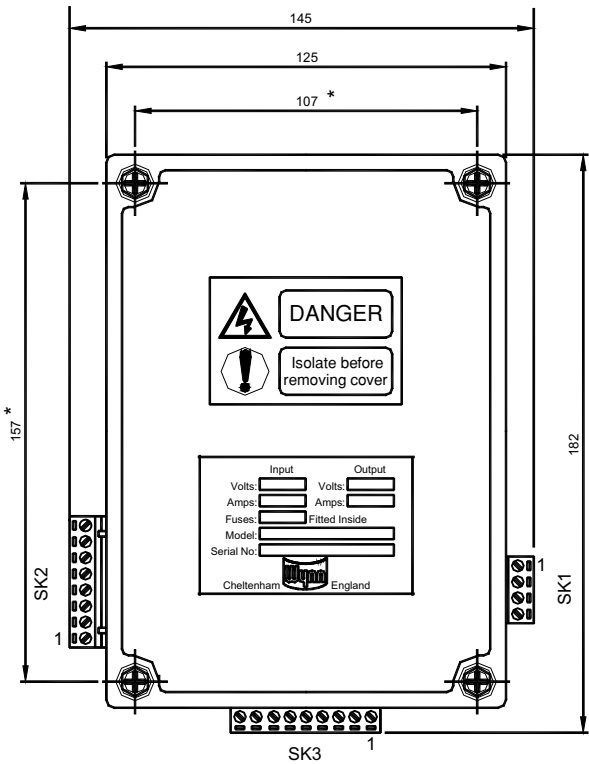 145
125
107 *
DANGER
Isolate before
removing cover
157 *
182
Input Output
Volts: Volts:
Amps: Amps:
Fuses: Fitted Inside
Model:
Serial No:
Wynn
Cheltenham England
SK2
1
1
SK1
SK3
1